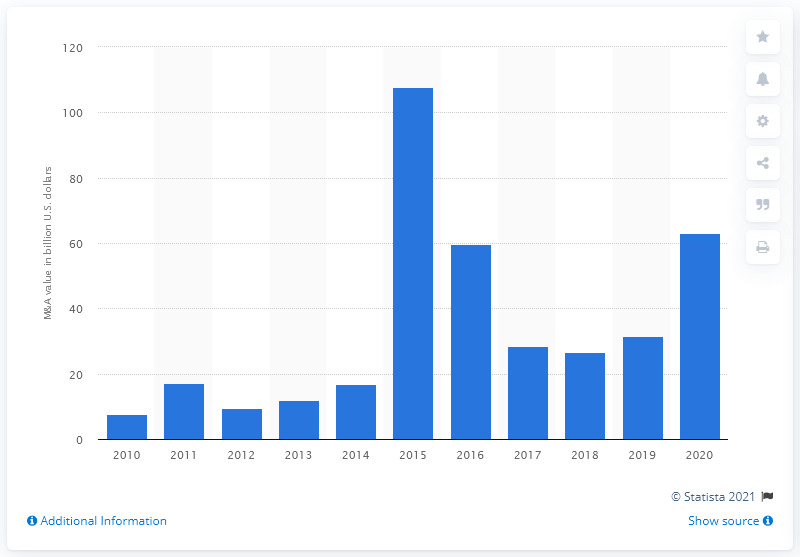 120
100
80
60
40
20
0
M&A value in billion U.S. dollars
2010 2011 2012 2013 2014 2015 2016 2017 2018 2019 2020
© Statista 2021
Additional Information
Show source